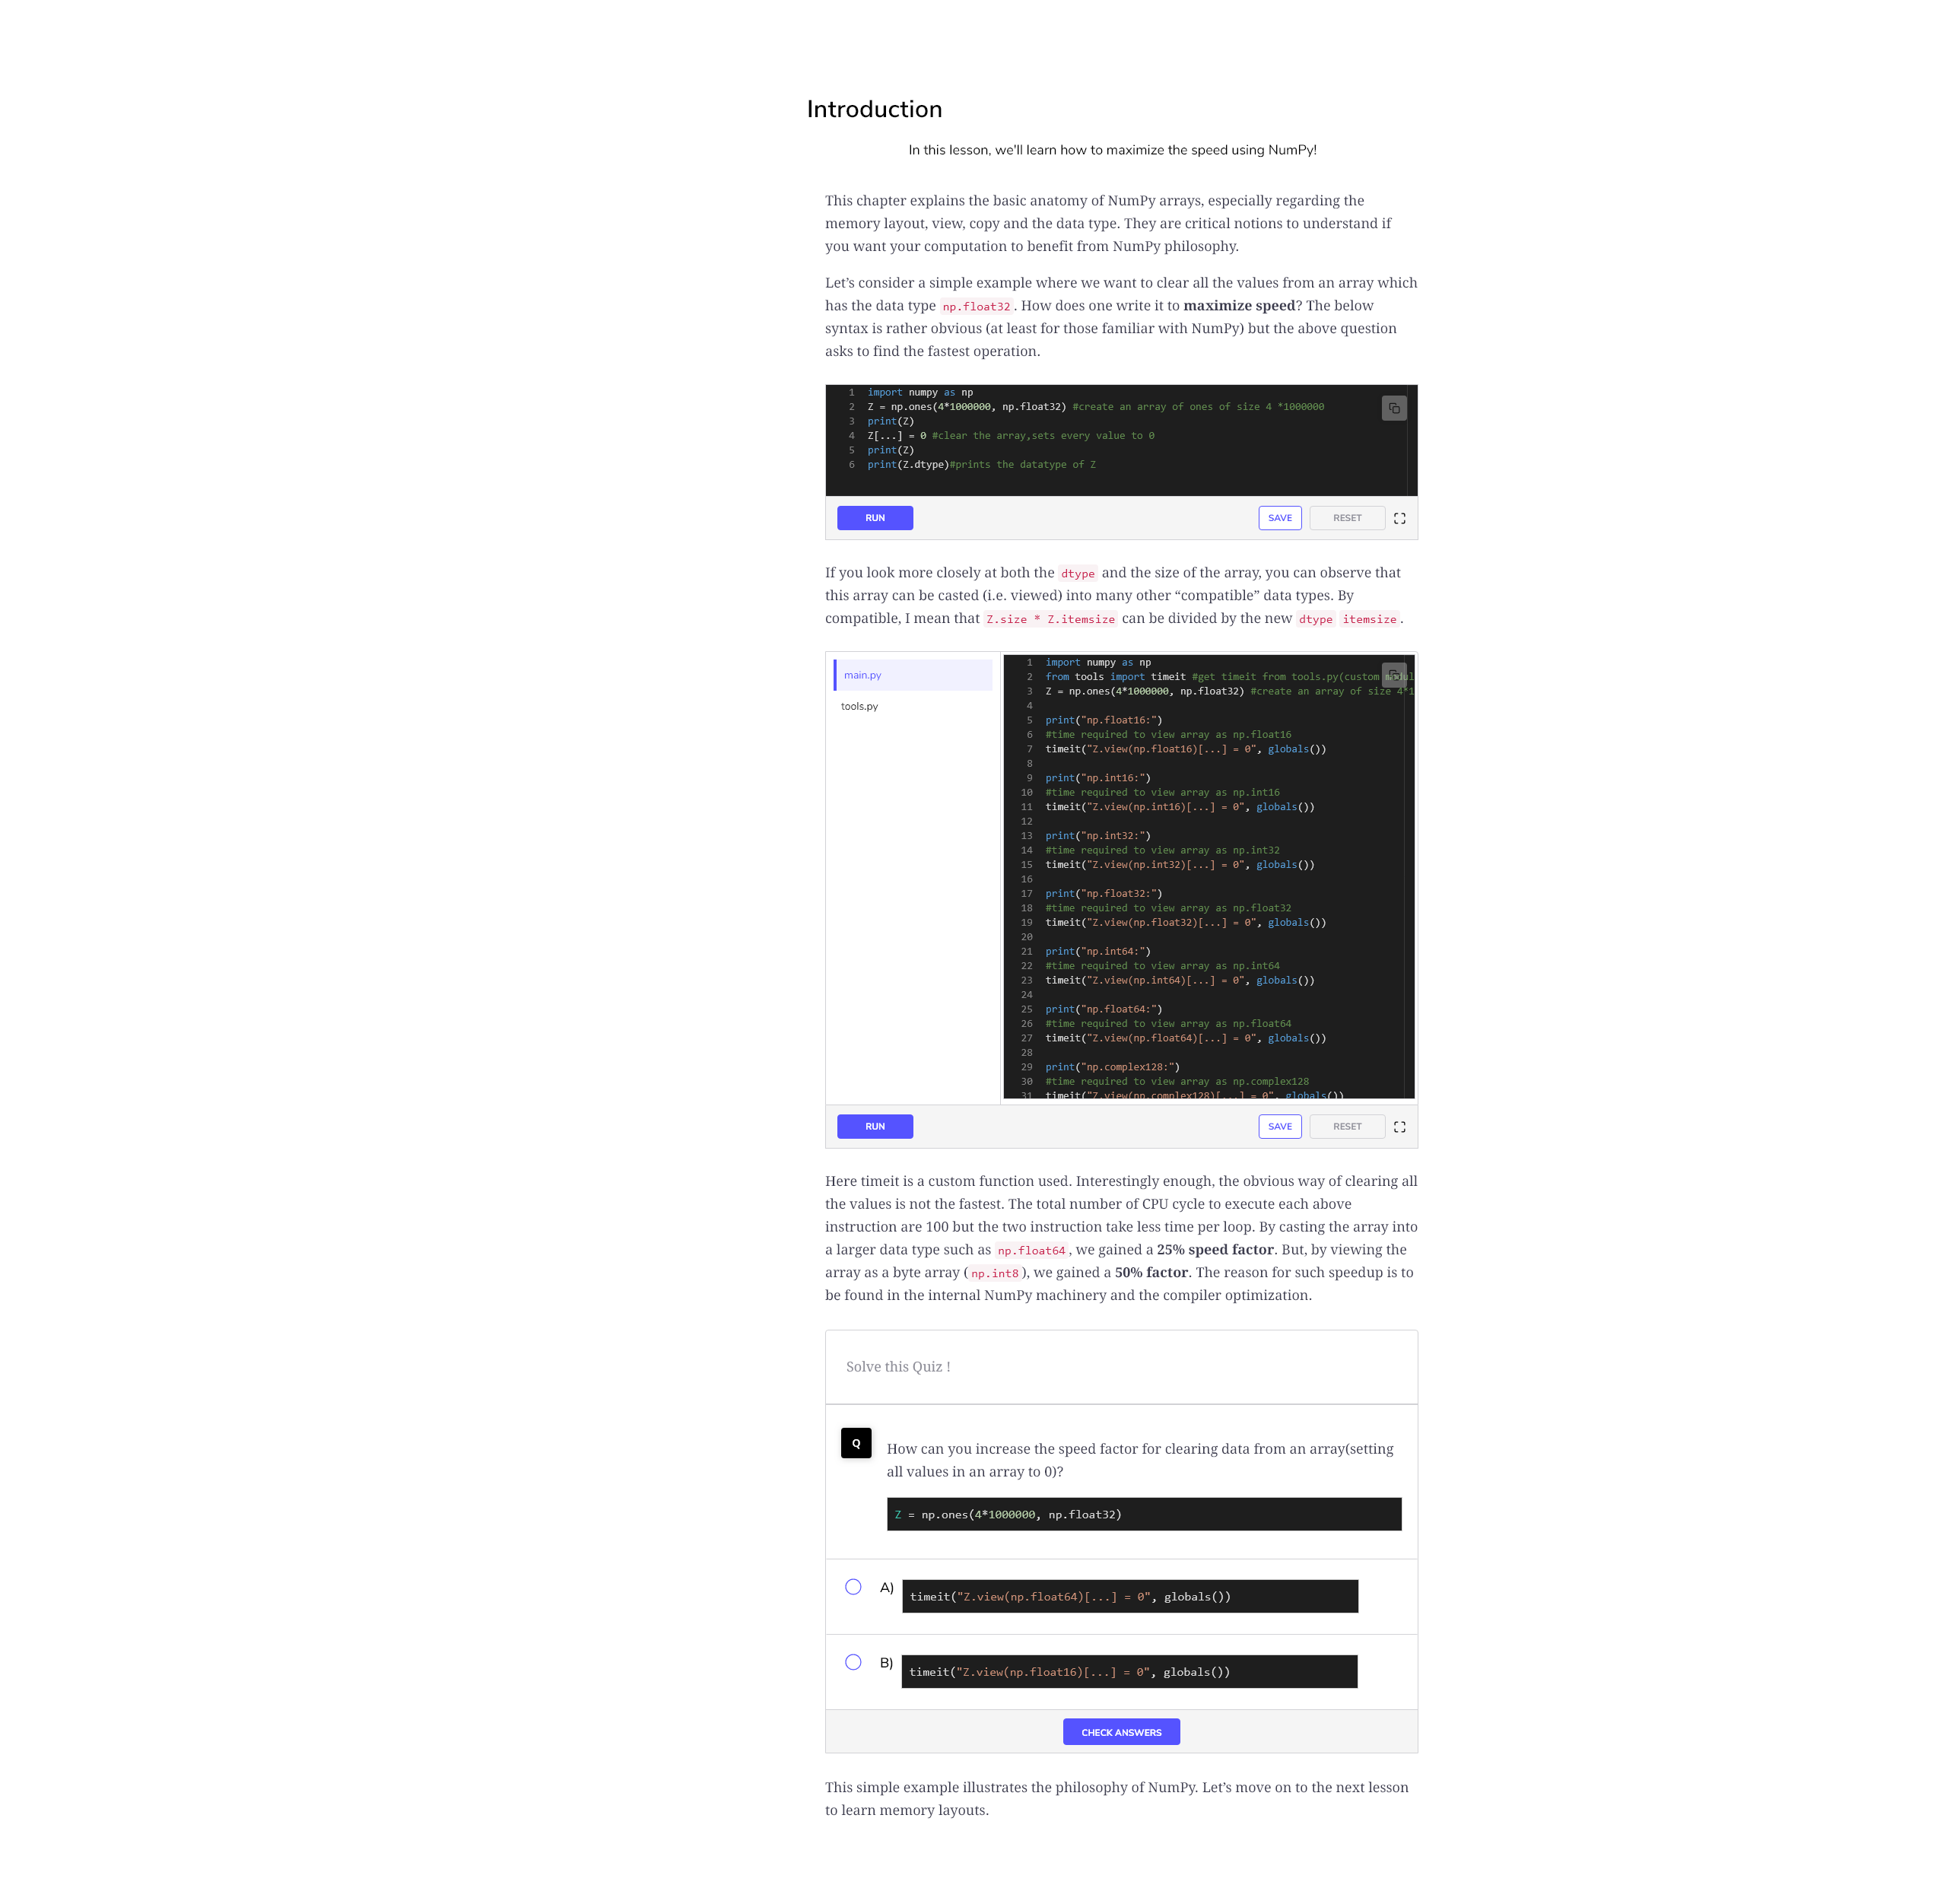 Introduction
In this lesson, we'll learn how to maximize the speed using NumPy!
This chapter explains the basic anatomy of NumPy arrays, especially regarding the
memory layout, view, copy and the data type. They are critical notions to understand if
you want your computation to benefit from NumPy philosophy.
Let’s consider a simple example where we want to clear all the values from an array which
has the data type np.float32. How does one write it to maximize speed? The below
syntax is rather obvious (at least for those familiar with NumPy) but the above question
asks to find the fastest operation.
1 import numpy as np
2 Z = np.ones(4*1000000, np.float32) #create an array of ones of size 4 *1000000
3 print(Z)
4 Z[...] = 0 #clear the array,sets every value to 0
5 print(Z)
6 print(Z.dtype)#prints the datatype of Z
RUN SAVE RESET
If you look more closely at both the dtype and the size of the array, you can observe that
this array can be casted (i.e. viewed) into many other “compatible” data types. By
compatible, I mean that Z.size * Z.itemsize can be divided by the new dtype itemsize.
main.py
tools.py
1 import numpy as np
2 from tools import timeit #get timeit from tools.py(custom modul
3 Z = np.ones(4*1000000, np.float32) #create an array of size 4*1
4
5 print("np.float16:")
6 #time required to view array as np.float16
7 timeit("Z.view(np.float16)[...] = 0", globals())
8
9 print("np.int16:")
10 #time required to view array as np.int16
11 timeit("Z.view(np.int16)[...] = 0", globals())
12
13 print("np.int32:")
14 #time required to view array as np.int32
15 timeit("Z.view(np.int32)[...] = 0", globals())
16
17 print("np.float32:")
18 #time required to view array as np.float32
19 timeit("Z.view(np.float32)[...] = 0", globals())
20
21 print("np.int64:")
22 #time required to view array as np.int64
23 timeit("Z.view(np.int64)[...] = 0", globals())
24
25 print("np.float64:")
26 #time required to view array as np.float64
27 timeit("Z.view(np.float64)[...] = 0", globals())
28
29 print("np.complex128:")
30 #time required to view array as np.complex128
31 timeit("Z.view(np.complex128)[...] = 0", globals())
RUN SAVE RESET
Here timeit is a custom function used. Interestingly enough, the obvious way of clearing all
the values is not the fastest. The total number of CPU cycle to execute each above
instruction are 100 but the two instruction take less time per loop. By casting the array into
a larger data type such as np.float64, we gained a 25% speed factor. But, by viewing the
array as a byte array (np.int8), we gained a 50% factor. The reason for such speedup is to
be found in the internal NumPy machinery and the compiler optimization.
Solve this Quiz !
Q
How can you increase the speed factor for clearing data from an array(setting
all values in an array to 0)?
Z = np.ones(4*1000000, np.float32)
A) timeit("Z.view(np.float64)[...] = 0", globals())
B) timeit("Z.view(np.float16)[...] = 0", globals())
CHECK ANSWERS
This simple example illustrates the philosophy of NumPy. Let’s move on to the next lesson
to learn memory layouts.